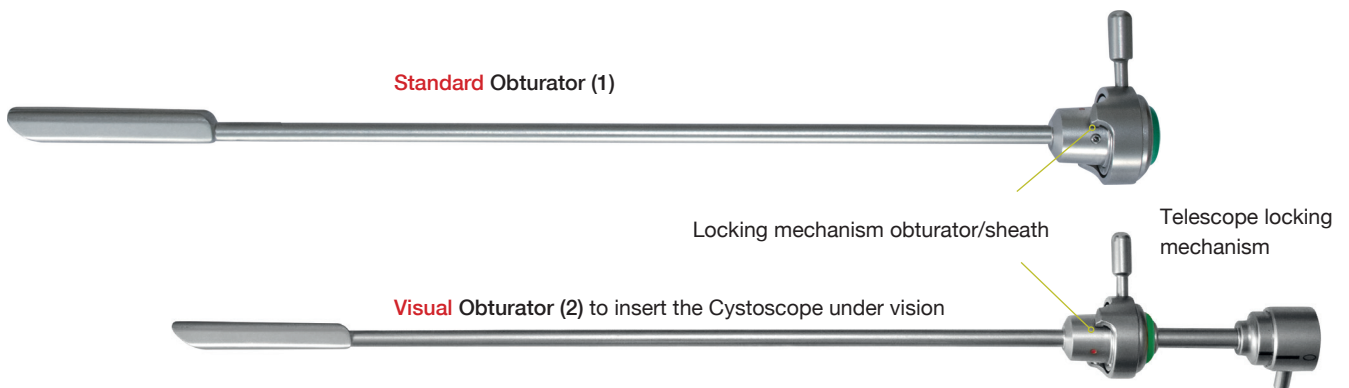 Standard Obturator (1)
Locking mechanism obturator/sheath
Telescope locking
mechanism
Visual Obturator (2) to insert the Cystoscope under vision